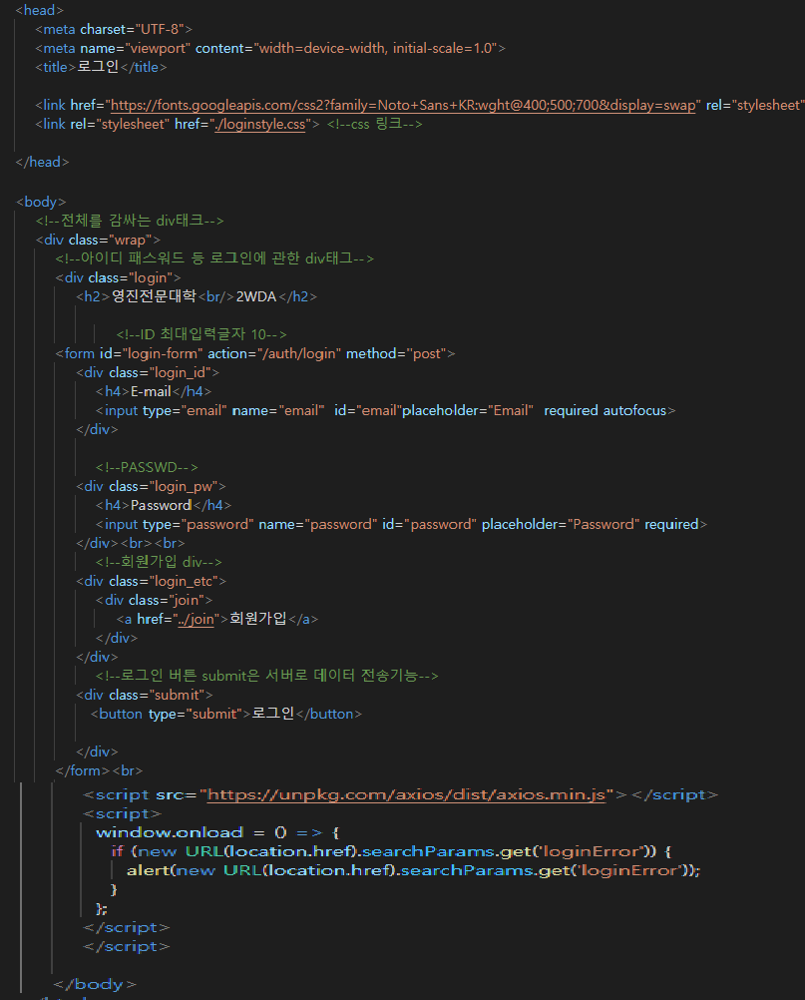 <head>
<meta charset="UTF-8">
<meta name="viewport" content="width=device-width, initial-scale=1.0">
<title>로그인</title>
<link href="https://fonts.googleapis.com/css2?family=Noto+Sans+KR:wght@400;500;700&display=swap" rel="stylesheet"
<link rel="stylesheet" href="./loginstyle.css"> <!--css 링크-->
</head>
<body>
<!--전체를 감싸는 div태크-->
<div class="wrap">
<!--아이디 패스워드 등 로그인에 관한 div태그-->
<div class="login">
<h2>영진전문대학<br/>2WDA</h2>
<!--ID 최대입력글자 10-->
<form id="login-form" action="/auth/login" method="post">
<div class="login_id">
<h4>E-mail</h4>
<input type="email" name="email"  id="email"placeholder="Email"  required autofocus>
</div>
<!--PASSWD-->
<div class="login_pw">
<h4>Password</h4>
<input type="password" name="password" id="password" placeholder="Password" required>
</div><br><br>
<!--회원가입 div-->
<div class="login_etc">
<div class="join">
<a href="../join">회원가입</a>
</div>
</div>
<!--로그인 버튼 submit은 서버로 데이터 전송기능-->
<div class="submit">
<button type="submit">로그인</button>
</div>
</form><br>
<script src="https://unpkg.com/axios/dist/axios.min.js"></script>
<script>
window.onload = () => {
if (new URL(location.href).searchParams.get('loginError')) {
alert(new URL(location.href).searchParams.get('loginError'));
}
};
</script>
</script>
</body>